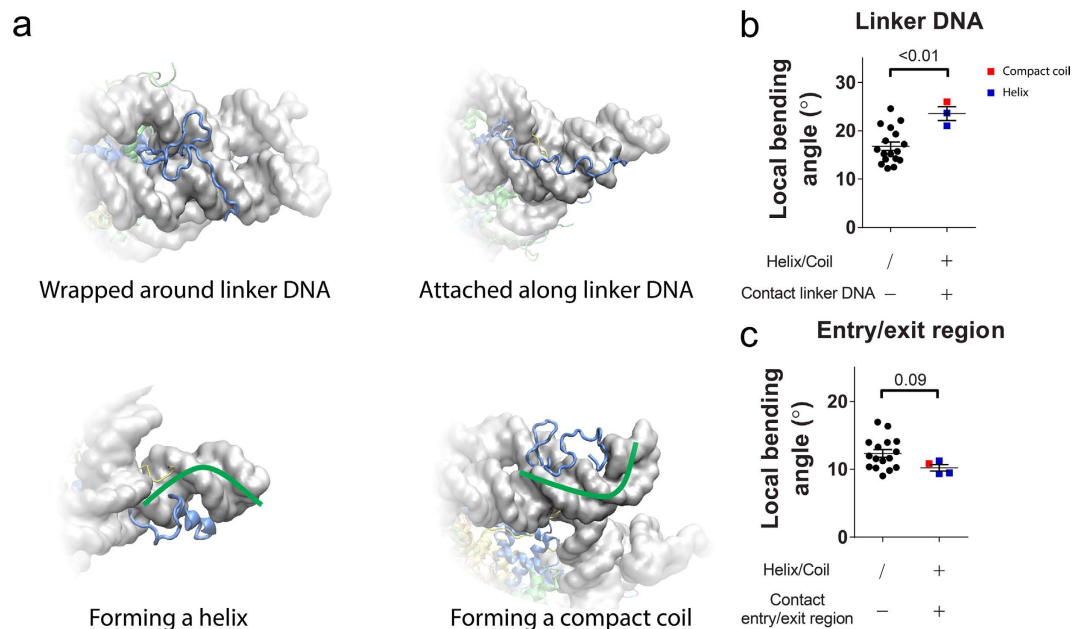 a
Wrapped around linker DNA
Attached along linker DNA
Forming a helix
Forming a compact coil
b
Linker DNA
<0.01
Compact coil
Helix
Local bending
angle (°)
30
20
10
0
Helix/Coil / +
Contact linker DNA − +
c
Entry/exit region
0.09
Local bending
angle (°)
20
10
0
Helix/Coil / +
Contact
entry/exit region − +